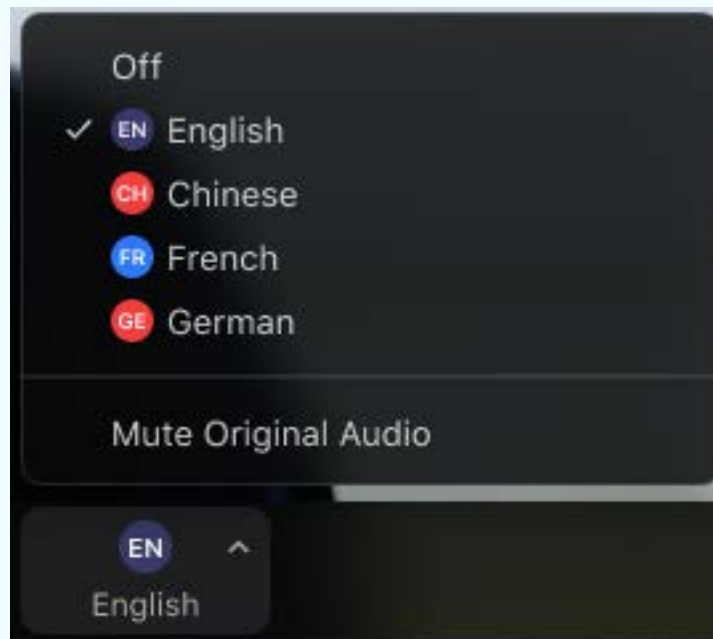 Off
EN English
CH Chinese
FR French
GE German
Mute Original Audio
EN
English